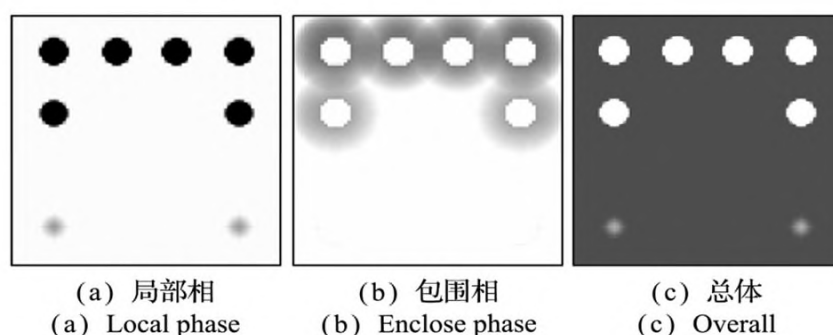 (a) 局部相
(a) Local phase
(b) 包围相
(b) Enclose phase
(c) 总体
(c) Overall